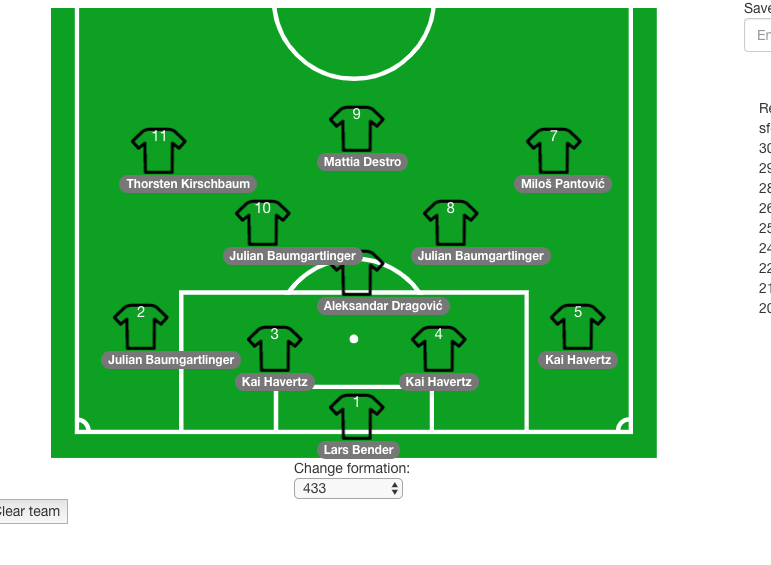 Save
En
9
Mattia Destro
11
Thorsten Kirschbaum
7
Miloš Pantović
10
Julian Baumgartlinger
8
Julian Baumgartlinger
Aleksandar Dragović
2
Julian Baumgartlinger
3
Kai Havertz
4
Kai Havertz
5
Kai Havertz
1
Lars Bender
Change formation:
433
Clear team
Re
sf
30
29
28
26
25
24
22
21
20